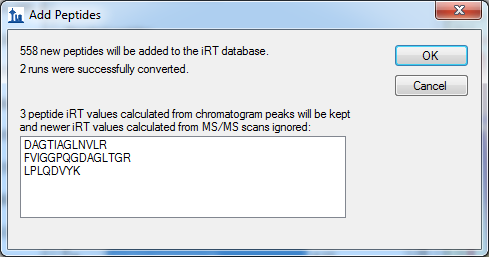 Add Peptides
558 new peptides will be added to the iRT database.
2 runs were successfully converted.
OK
Cancel
3 peptide iRT values calculated from chromatogram peaks will be kept
and newer iRT values calculated from MS/MS scans ignored:
DAGTIAGLNVLR
FVIGGPQGDAGLTGR
LPLQDVYK